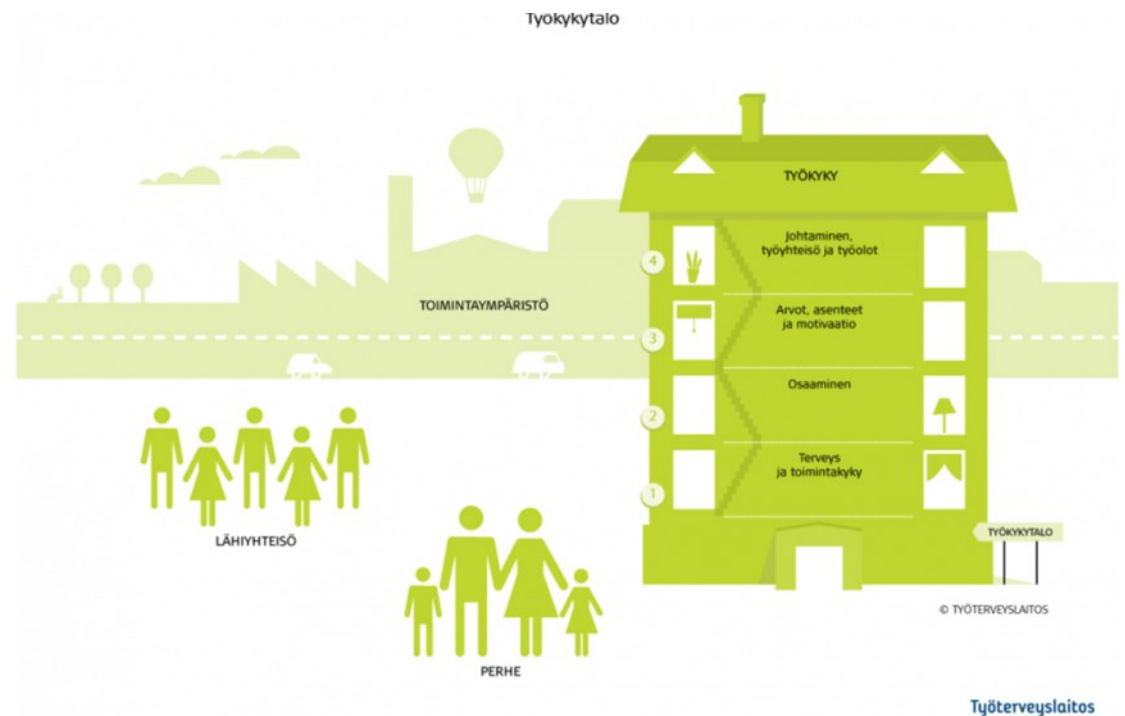 Työkykytalo
TYÖKYKY
4
Johtaminen,
työyhteisö ja työolot
TOIMINTAYMPÄRISTÖ
3
Arvot, asenteet
ja motivaatio
2
Osaaminen
1
Terveys
ja toimintakyky
LÄHIYHTEISÖ
TYÖKYKYTALO
PERHE
© TYÖTERVEYSLAITOS
Työterveyslaitos